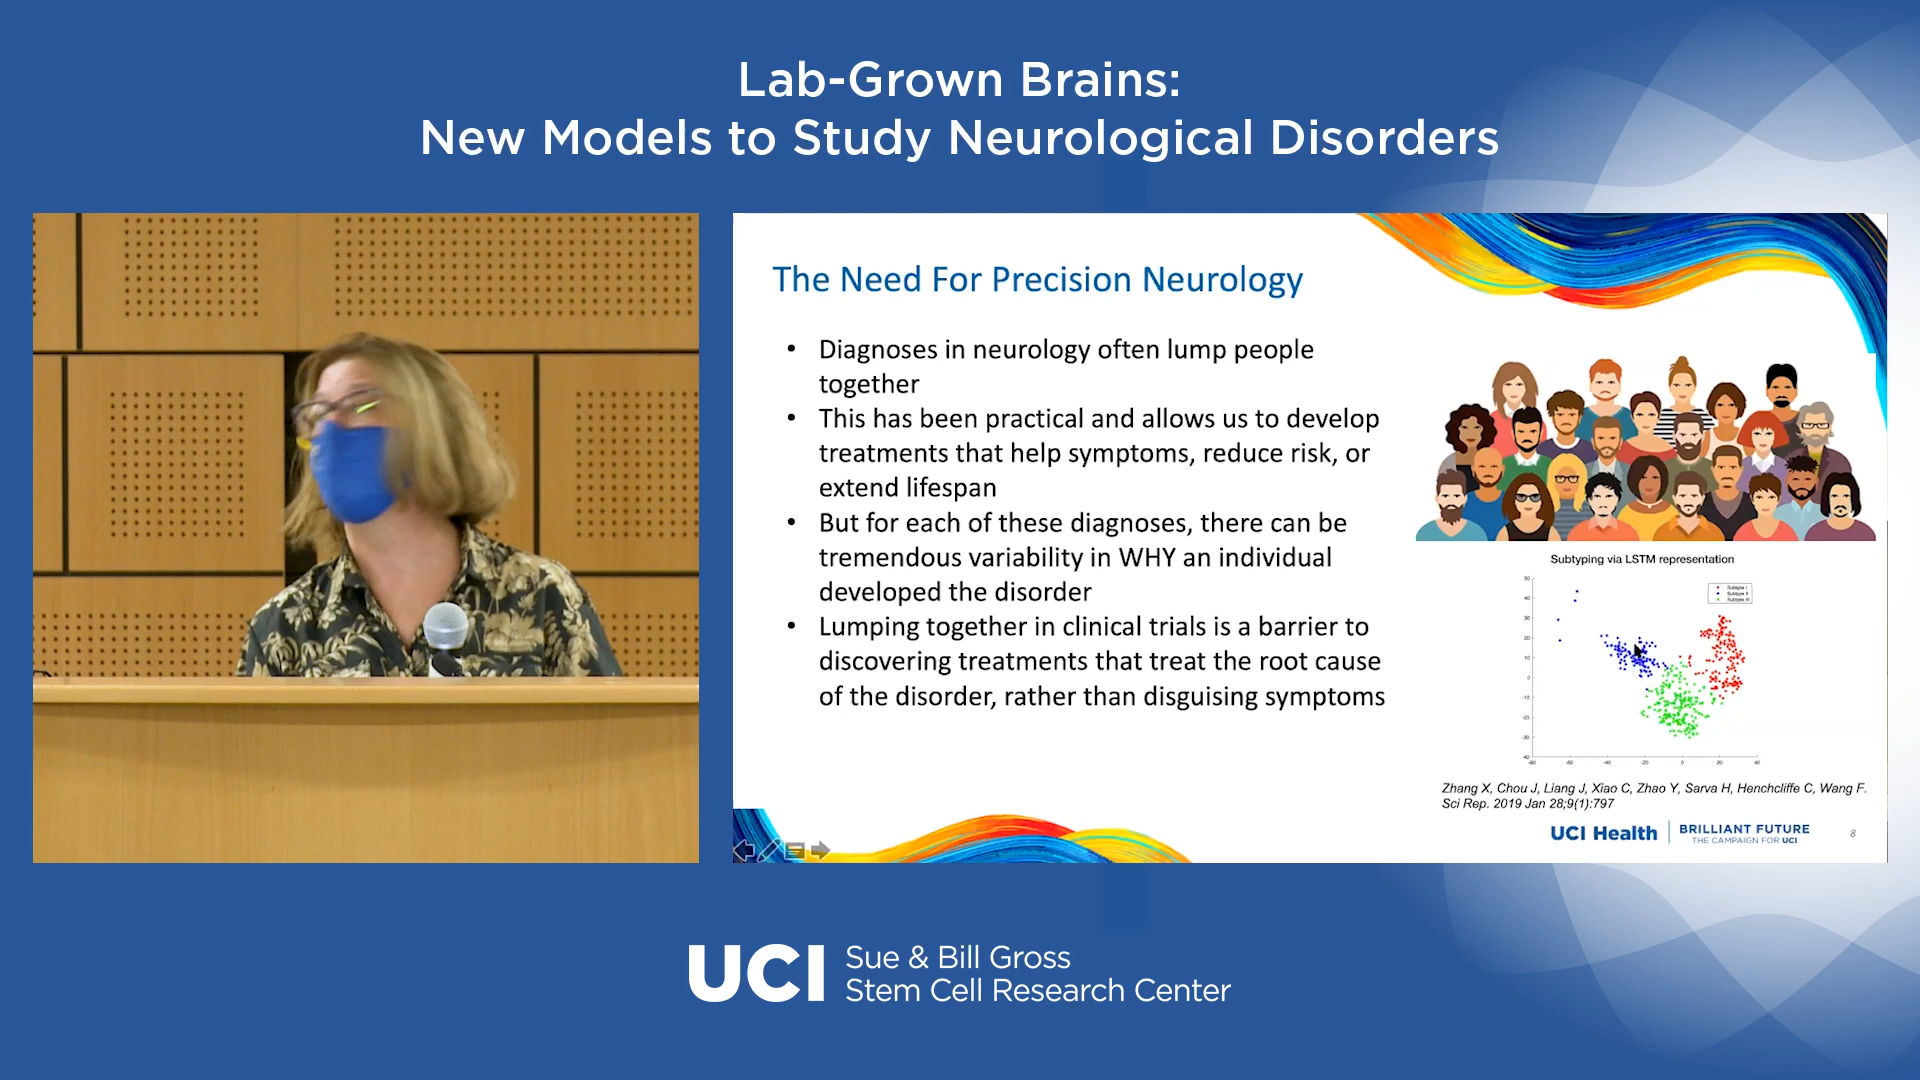 Lab-Grown Brains:
New Models to Study Neurological Disorders
The Need For Precision Neurology
• Diagnoses in neurology often lump people
together
• This has been practical and allows us to develop
treatments that help symptoms, reduce risk, or
extend lifespan
• But for each of these diagnoses, there can be
tremendous variability in WHY an individual
developed the disorder
• Lumping together in clinical trials is a barrier to
discovering treatments that treat the root cause
of the disorder, rather than disguising symptoms
Subtyping via LSTM representation
Zhang X, Chou J, Liang J, Xiao C, Zhao Y, Sarva H, Henchcliffe C, Wang F.
Sci Rep. 2019 Jan 28;9(1):797
UCI Health
BRILLIANT FUTURE
THE CAMPAIGN FOR UCI
8
UCI
Sue & Bill Gross
Stem Cell Research Center